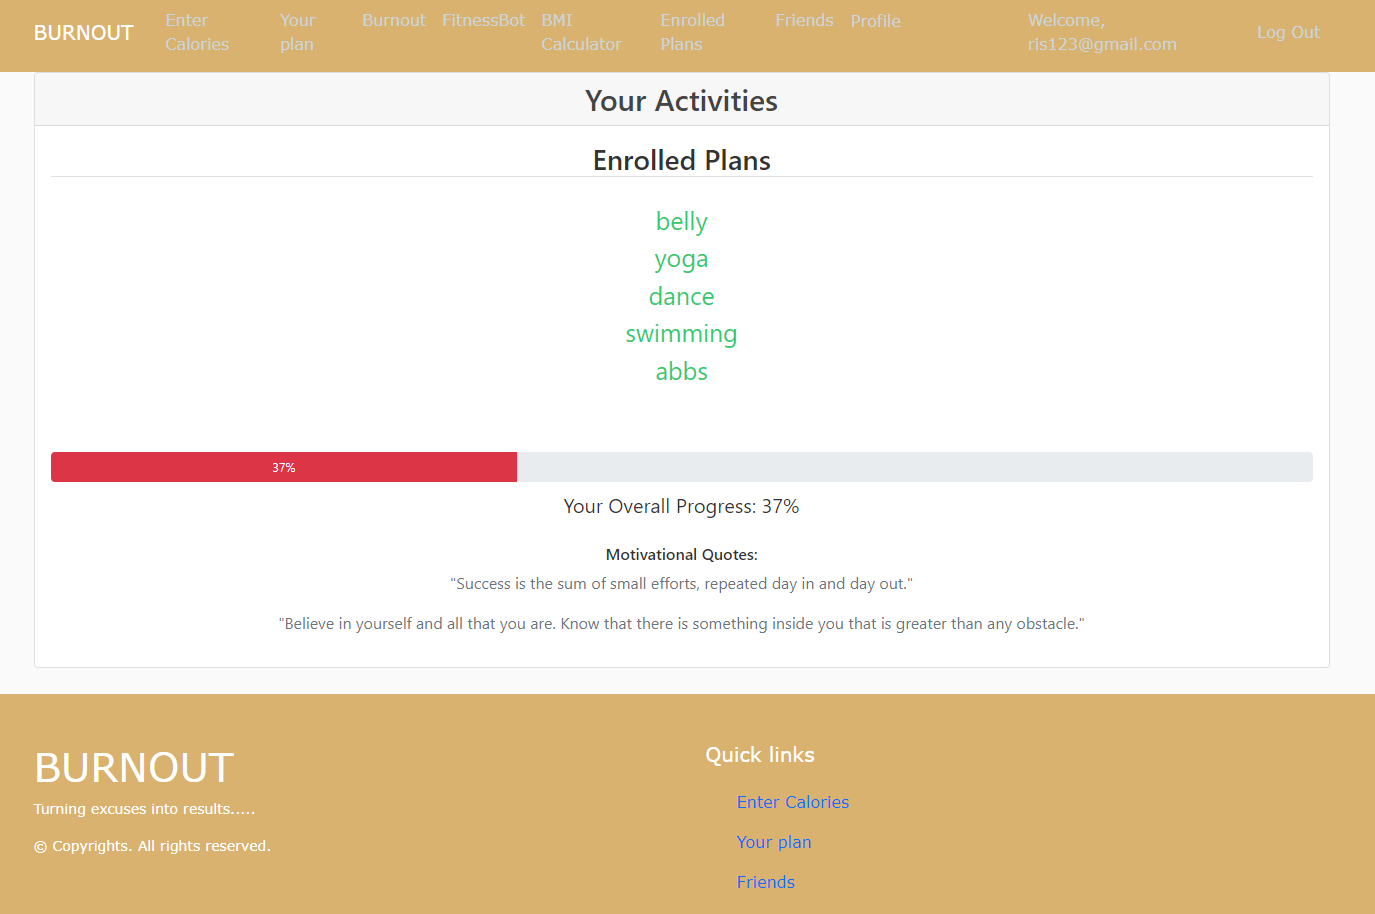 BURNOUT
Enter
Calories
Your
plan
Burnout
FitnessBot
BMI
Calculator
Enrolled
Plans
Friends
Profile
Welcome,
ris123@gmail.com
Log Out
Your Activities
Enrolled Plans
belly
yoga
dance
swimming
abbs
37%
Your Overall Progress: 37%
Motivational Quotes:
"Success is the sum of small efforts, repeated day in and day out."
"Believe in yourself and all that you are. Know that there is something inside you that is greater than any obstacle."
BURNOUT
Turning excuses into results.....
© Copyrights. All rights reserved.
Quick links
Enter Calories
Your plan
Friends